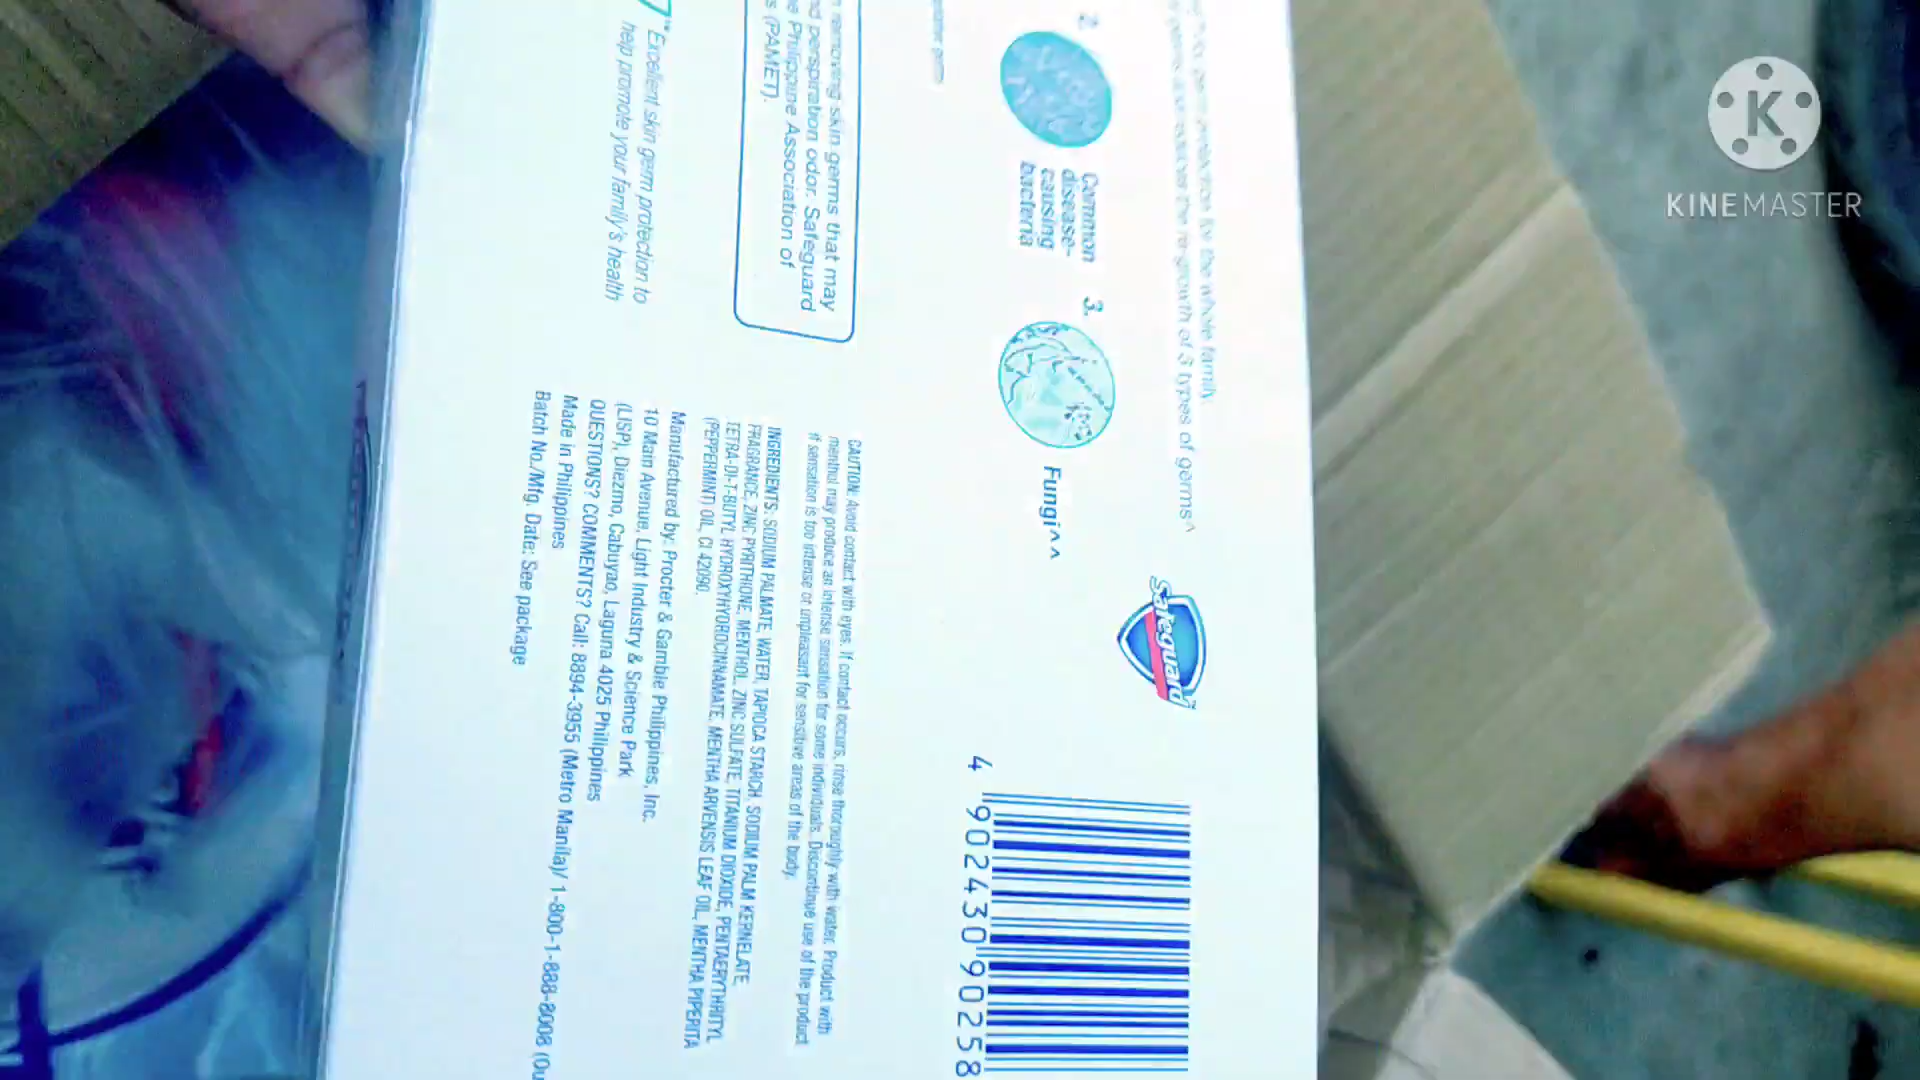 for the whole family
re-growth of 3 types of germs^
2.
Common
disease-
causing
bacteria
3.
Fungi^^
Safeguard
removing skin germs that may
perspiration odor. Safeguard
Philippine Association of
(PAMET).
Excellent skin germ protection to
help promote your family's health
CAUTION: Avoid contact with eyes. If contact occurs, rinse thoroughly with water. Product with
menthol may produce an intense sensation for some individuals. Discontinue use of the product
if sensation is too intense or unpleasant for sensitive areas of the body.
INGREDIENTS: SODIUM PALMATE, WATER, TAPIOCA STARCH, SODIUM PALM KERNELATE,
FRAGRANCE, ZINC PYRITHIONE, MENTHOL, ZINC SULFATE, TITANIUM DIOXIDE, PENTAERYTHRITYL
TETRA-DI-T-BUTYL HYDROXYHYDROCINNAMATE, MENTHA ARVENSIS LEAF OIL, MENTHA PIPERITA
(PEPPERMINT) OIL, CI 42090.
Manufactured by: Procter & Gamble Philippines, Inc.
10 Main Avenue, Light Industry & Science Park
(LISP), Diezmo, Cabuyao, Laguna 4025 Philippines
QUESTIONS? COMMENTS? Call: 8894-3955 (Metro Manila)/ 1-800-1-888-8008 (Ou
Made in Philippines
Batch No./Mfg. Date: See package
4 902430 90258
K
KINEMASTER